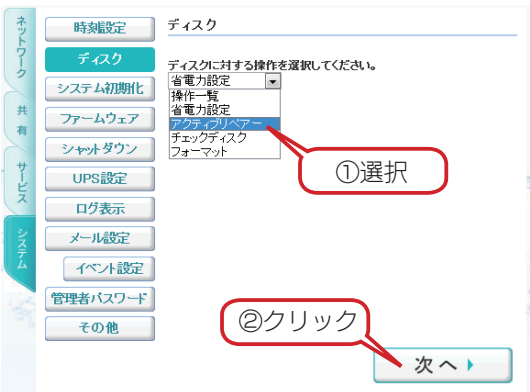 ネットワーク
共有
サービス
システム
時刻設定
ディスク
システム初期化
ファームウェア
シャットダウン
UPS設定
ログ表示
メール設定
イベント設定
管理者パスワード
その他
ディスク
ディスクに対する操作を選択してください。
省電力設定
操作一覧
省電力設定
アクティブリペアー
チェックディスク
フォーマット
①選択
②クリック
次へ